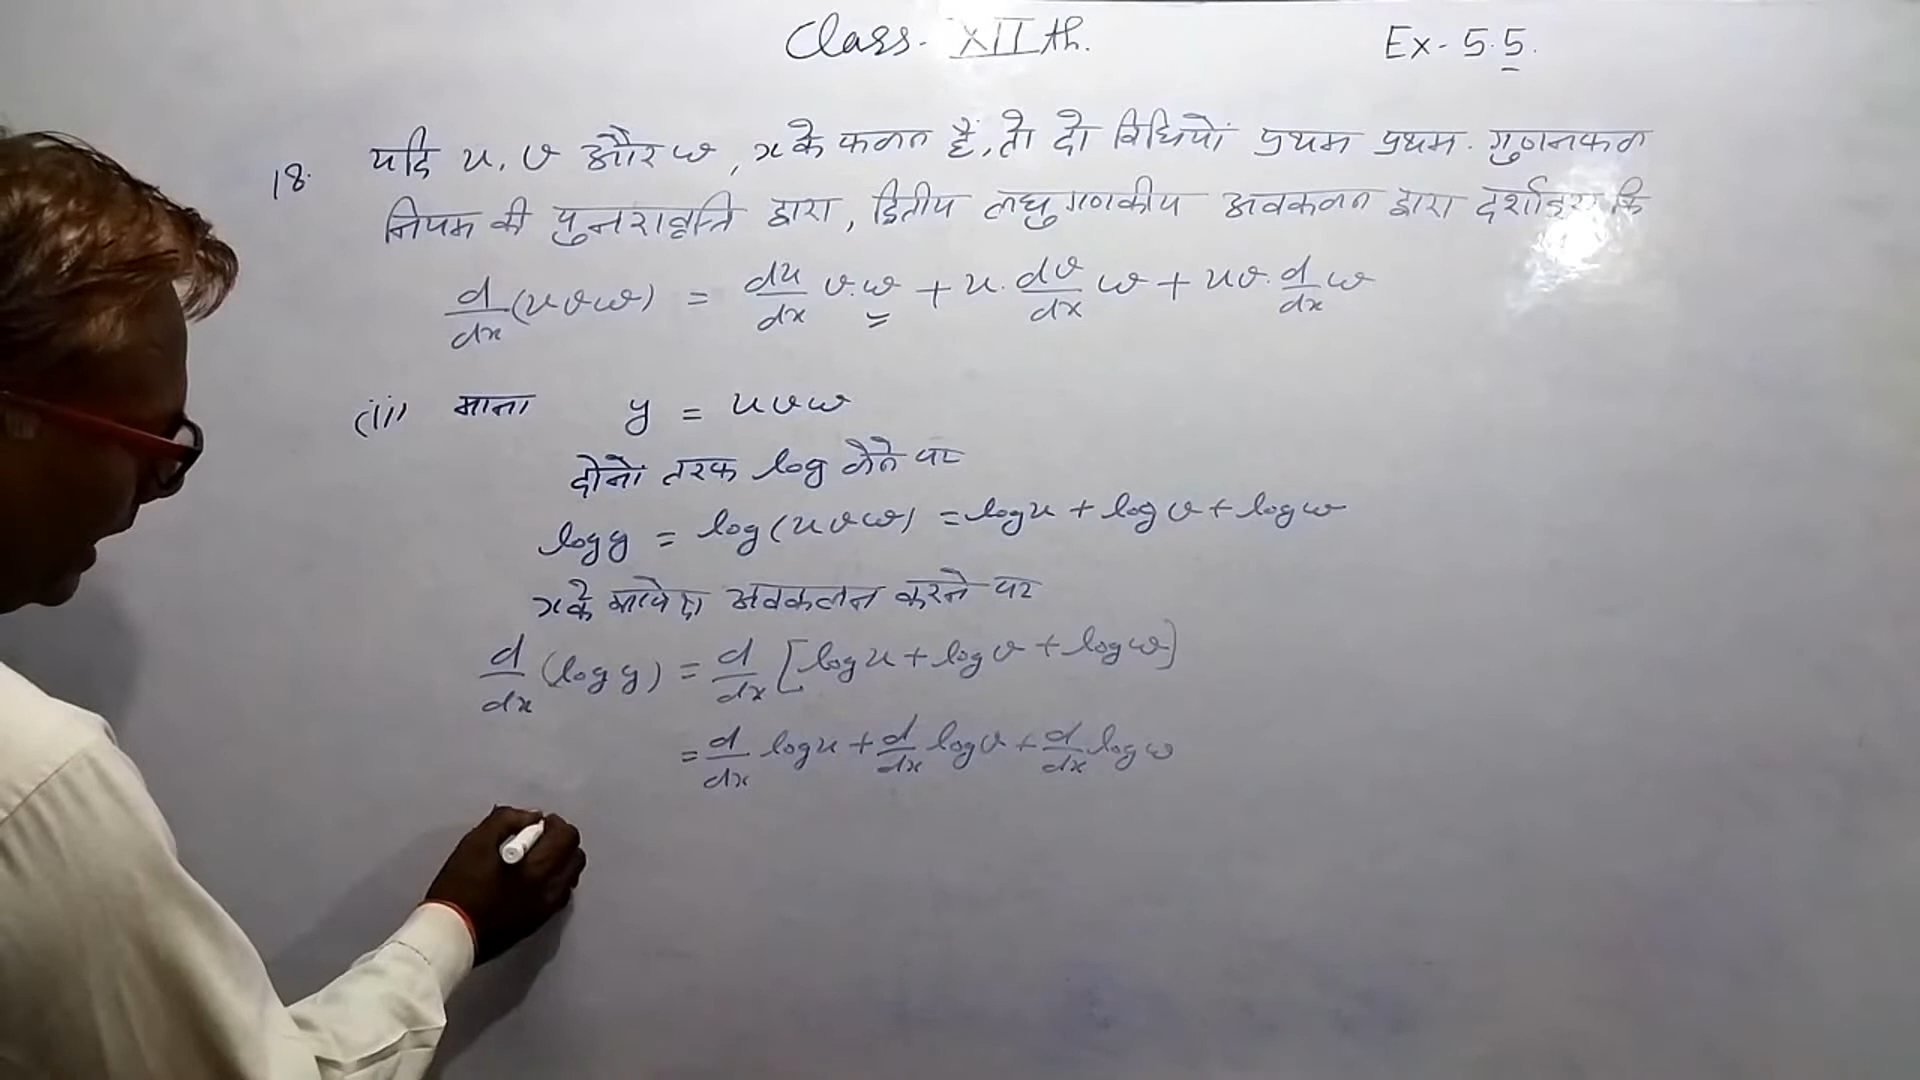 Class- XIIth. Ex- 5.5.
18. यदि u, v और w, x के फलन हैं, तो दो विधियों प्रथम प्रथम- गुणनफल
नियम की पुनरावृत्ति द्वारा, द्वितीय लघुगणकीय अवकलन द्वारा दर्शाइए कि
d/dx (uvw) = du/dx v.w + u. dv/dx w + uv. d/dx w
(ii) माना y = uvw
दोनों तरफ log लेने पर
log y = log(uvw) = log u + log v + log w
x के सापेक्ष अवकलन करने पर
d/dx (log y) = d/dx [log u + log v + log w]
= d/dx log u + d/dx log v + d/dx log w